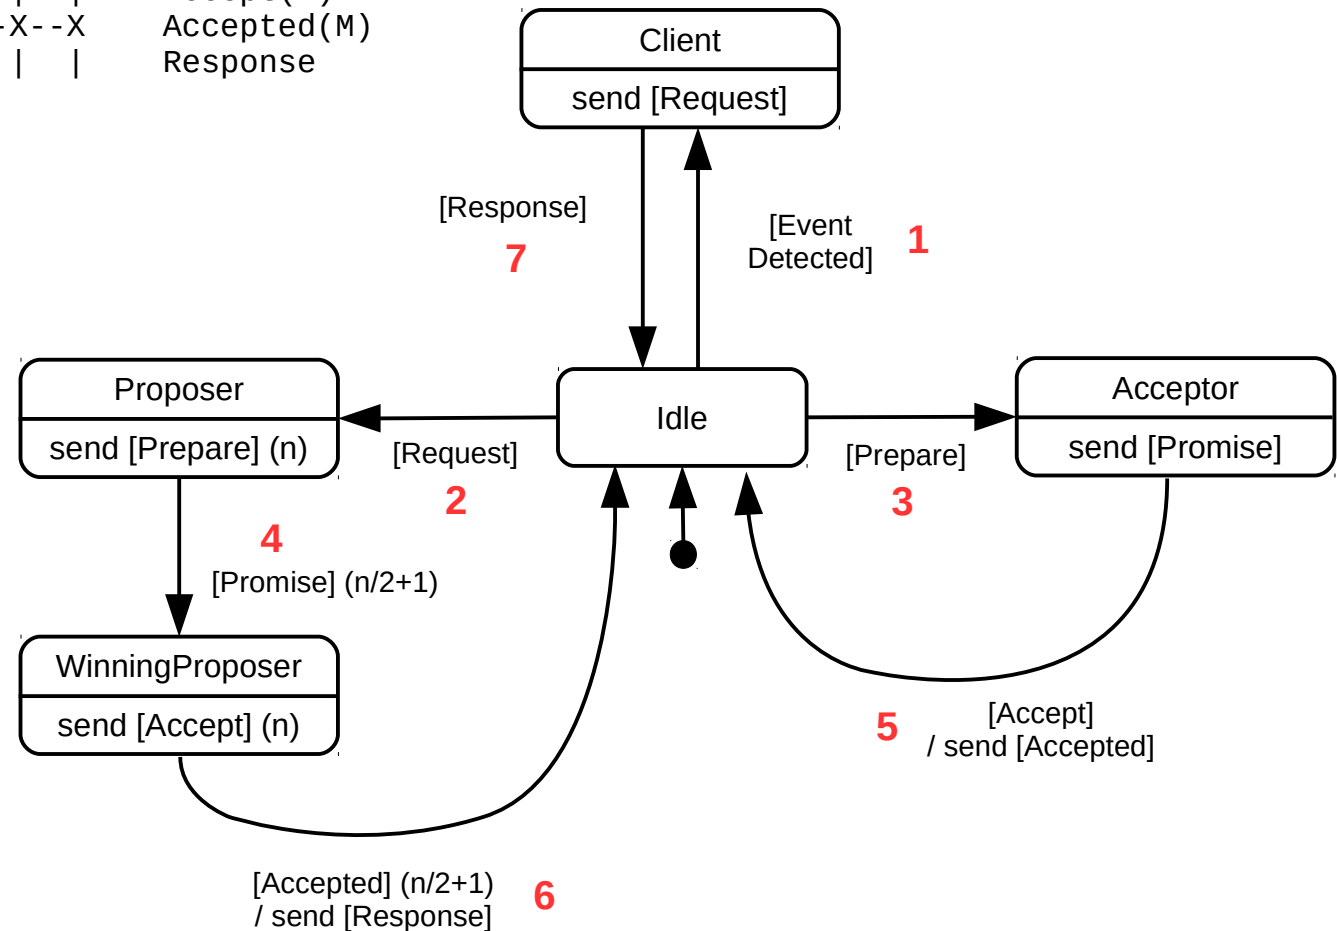 -X--X Accepted(M)
| | Response
Client
send [Request]
[Response]
7
[Event
Detected]
1
Proposer
send [Prepare] (n)
Idle
Acceptor
send [Promise]
[Request]
2
[Prepare]
3
4
[Promise] (n/2+1)
WinningProposer
send [Accept] (n)
5
[Accept]
/ send [Accepted]
[Accepted] (n/2+1)
/ send [Response]
6